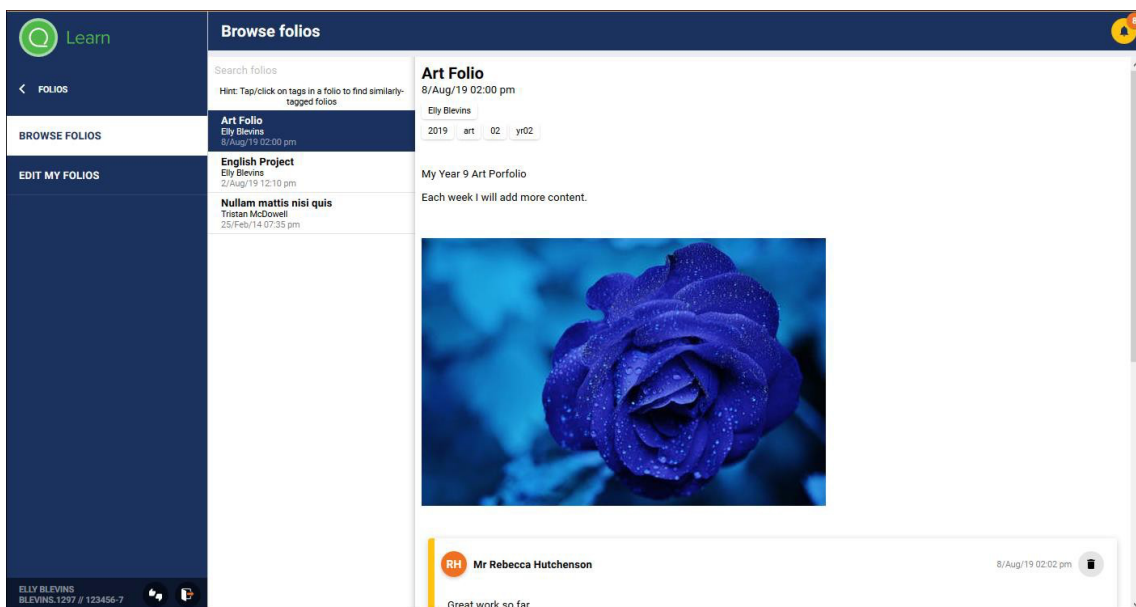 Learn
FOLIOS
BROWSE FOLIOS
EDIT MY FOLIOS
ELLY BLEVINS
BLEVINS.1297 // 123456-7
Browse folios
Search folios
Hint: Tap/click on tags in a folio to find similarly-
tagged folios
Art Folio
Elly Blevins
8/Aug/19 02:00 pm
English Project
Elly Blevins
2/Aug/19 12:10 pm
Nullam mattis nisi quis
Tristan McDowell
25/Feb/14 07:35 pm
Art Folio
8/Aug/19 02:00 pm
Elly Blevins
2019 art 02 yr02
My Year 9 Art Porfolio
Each week I will add more content.
RH Mr Rebecca Hutchenson 8/Aug/19 02:02 pm
Great work so far